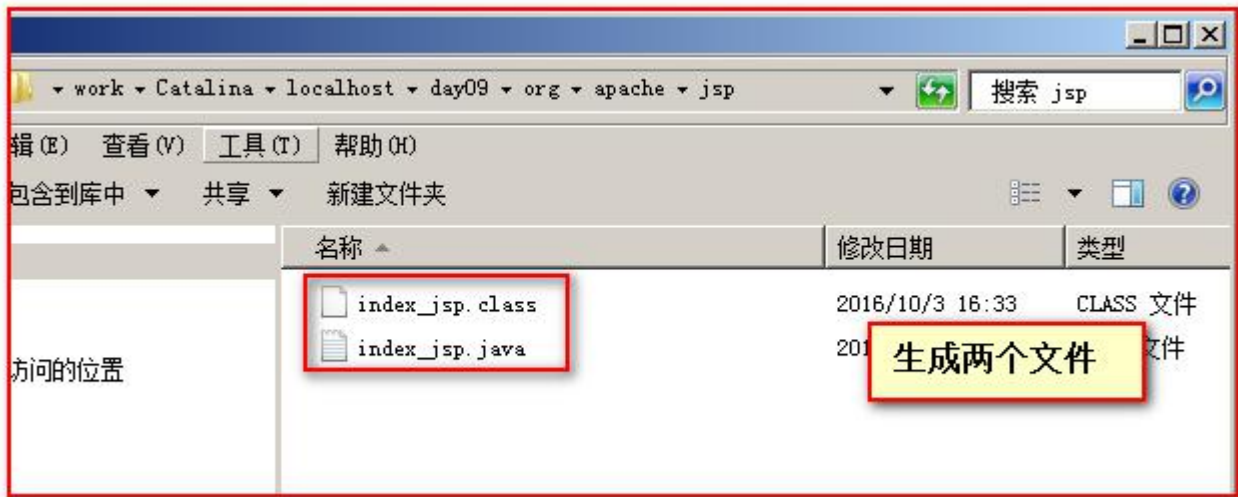 work ▾ Catalina ▾ localhost ▾ day09 ▾ org ▾ apache ▾ jsp
搜索 jsp
辑(E) 查看(V) 工具(T) 帮助(H)
包含到库中 ▾ 共享 ▾ 新建文件夹
名称 修改日期 类型
index_jsp.class 2016/10/3 16:33 CLASS 文件
index_jsp.java 201 文件
生成两个文件
访问的位置